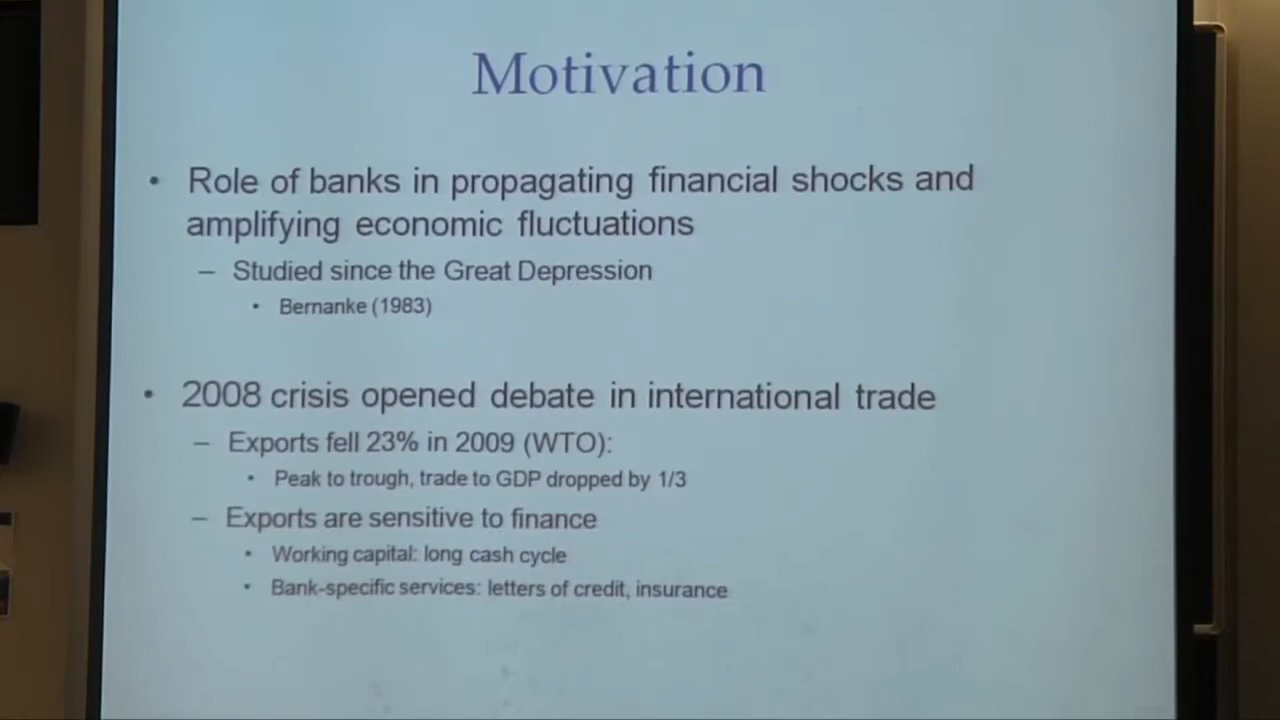 Motivation
• Role of banks in propagating financial shocks and
amplifying economic fluctuations
– Studied since the Great Depression
• Bernanke (1983)
• 2008 crisis opened debate in international trade
– Exports fell 23% in 2009 (WTO):
• Peak to trough, trade to GDP dropped by 1/3
– Exports are sensitive to finance
• Working capital: long cash cycle
• Bank-specific services: letters of credit, insurance